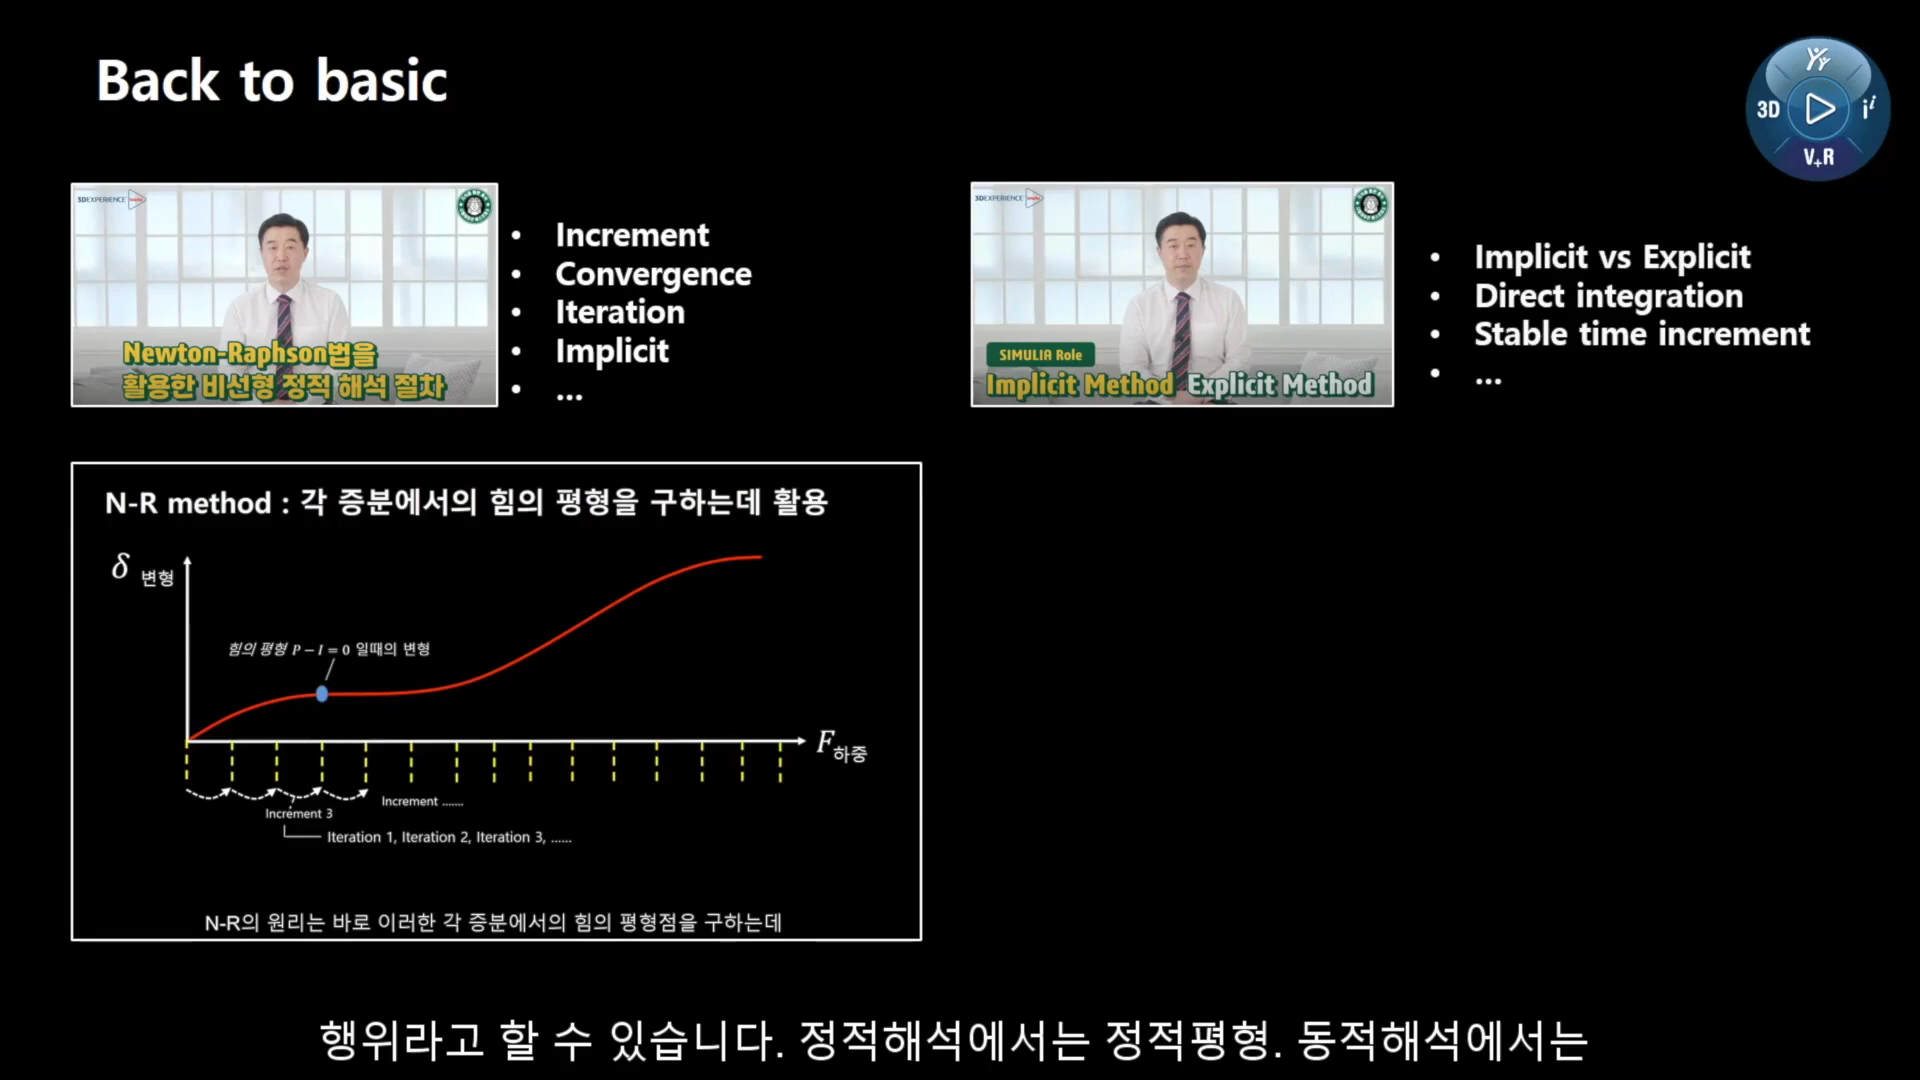 Back to basic
3D
V+R
i
3DEXPERIENCE
Newton-Raphson법을
활용한 비선형 정적 해석 절차
• Increment
• Convergence
• Iteration
• Implicit
• ...
3DEXPERIENCE
SIMULIA Role
Implicit Method Explicit Method
• Implicit vs Explicit
• Direct integration
• Stable time increment
• ...
N-R method : 각 증분에서의 힘의 평형을 구하는데 활용
δ 변형
힘의 평형 P − I = 0 일때의 변형
F하중
Increment .......
Increment 3
Iteration 1, Iteration 2, Iteration 3, ......
N-R의 원리는 바로 이러한 각 증분에서의 힘의 평형점을 구하는데
행위라고 할 수 있습니다. 정적해석에서는 정적평형. 동적해석에서는